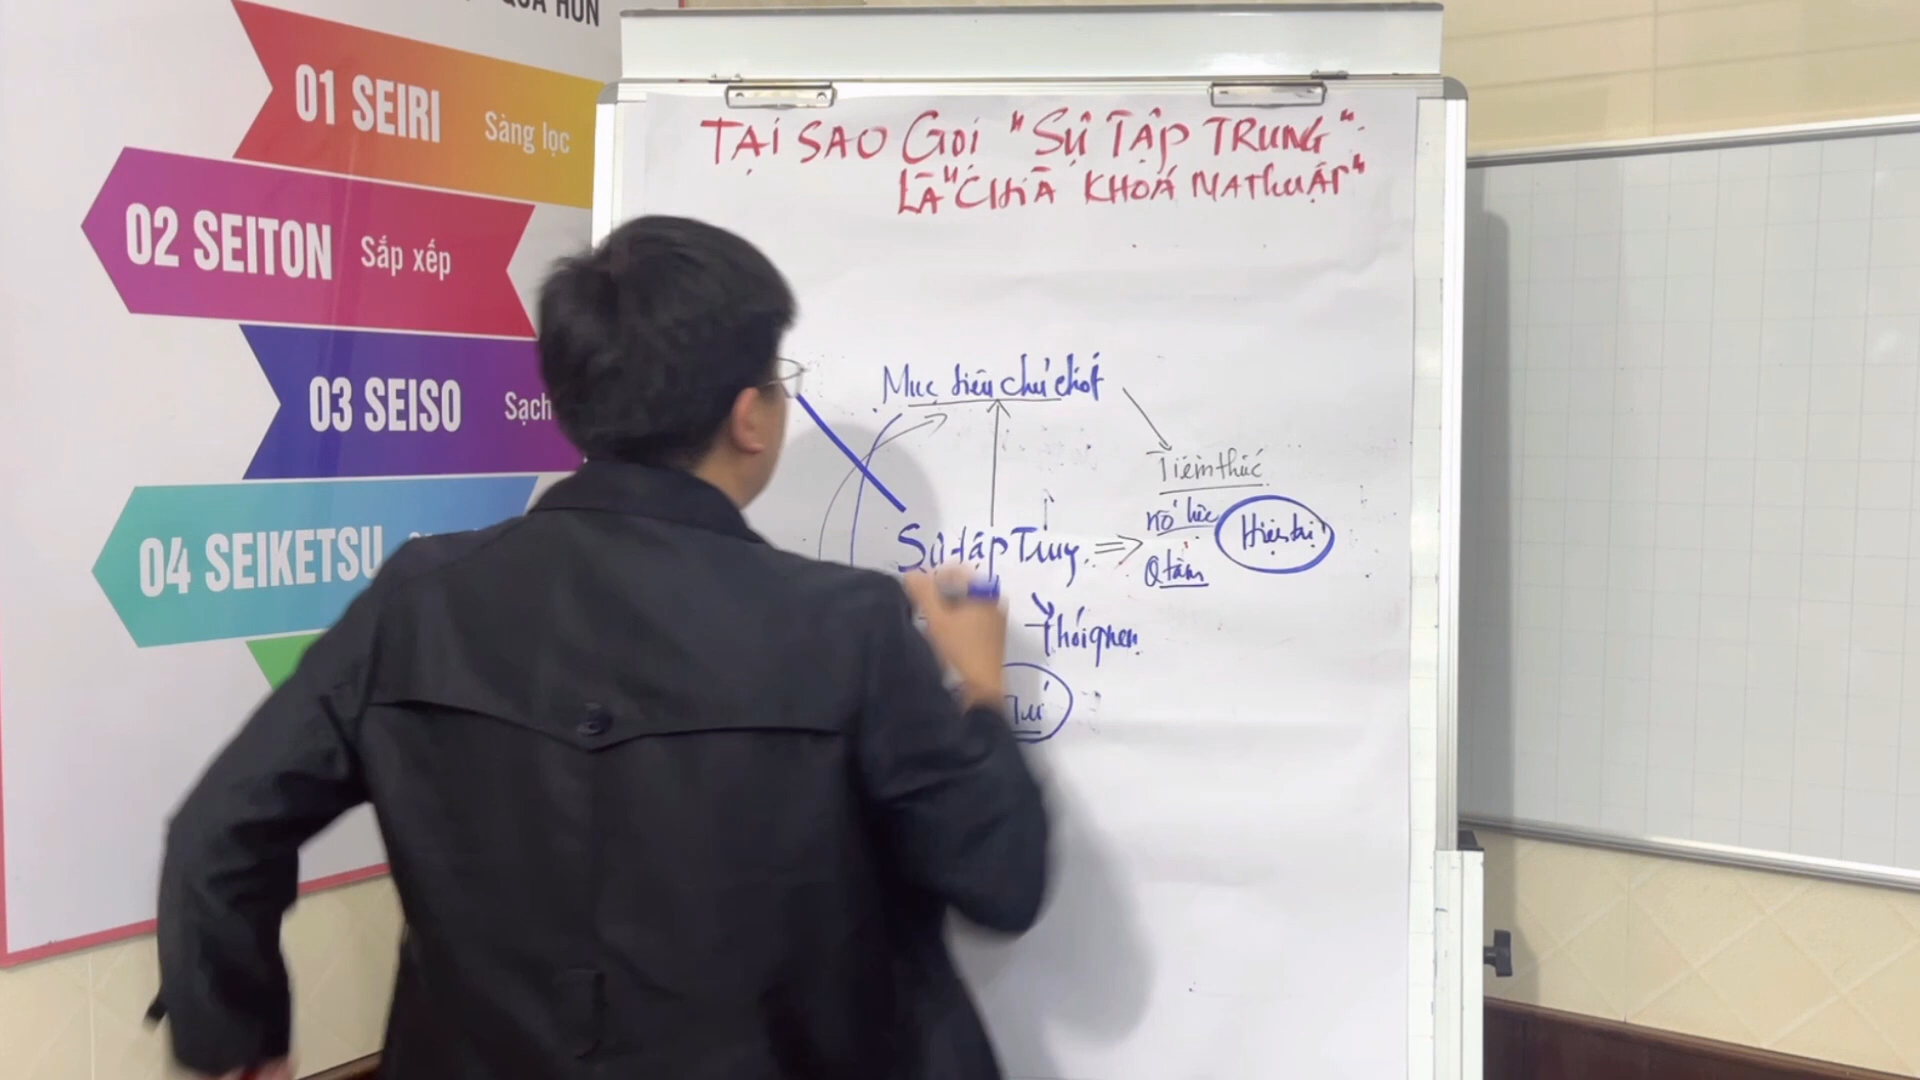 QUA HÚN
01 SEIRI Sàng lọc
02 SEITON Sắp xếp
03 SEISO Sạch
04 SEIKETSU
TẠI SAO GỌI "SỰ TẬP TRUNG"
LÀ "CHÌA KHOÁ MA THUẬT"
Mục tiêu chủ chốt
Tiềm thức
Nỗ lực
Sự tập Trung
Q tâm
Thói quen